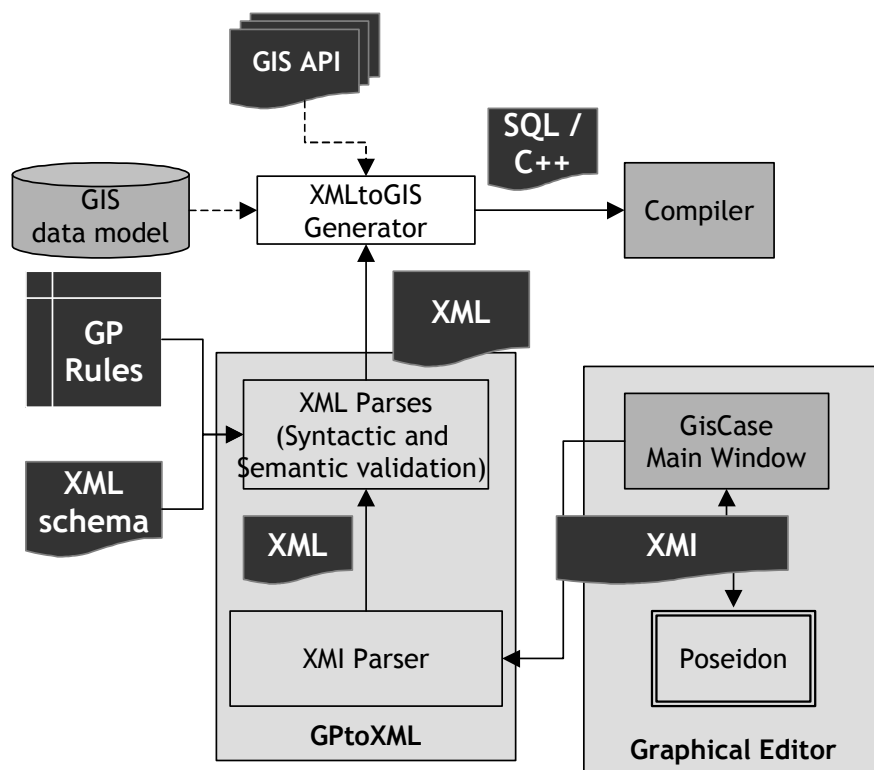 GIS API
SQL /
C++
GIS
data model
XMLtoGIS
Generator
Compiler
XML
GP
Rules
XML Parses
(Syntactic and
Semantic validation)
GisCase
Main Window
XML
schema
XML
XMI
XMI Parser
Poseidon
GPtoXML
Graphical Editor